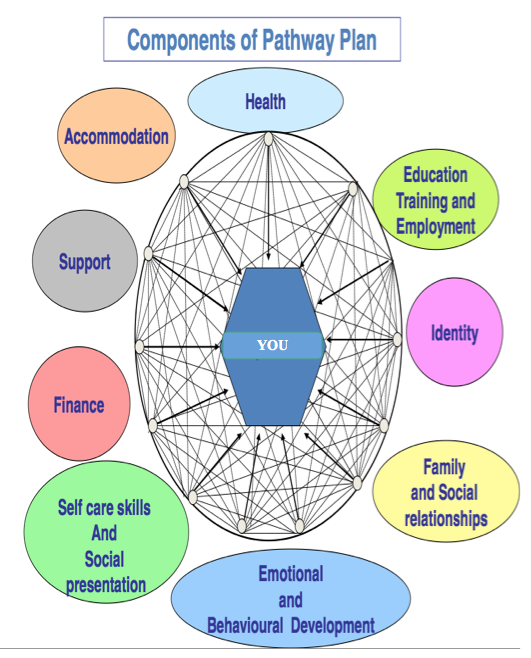 Components of Pathway Plan
Health
Accommodation
Education
Training and
Employment
Support
YOU
Identity
Finance
Family
and Social
relationships
Self care skills
And
Social
presentation
Emotional
and
Behavioural Development